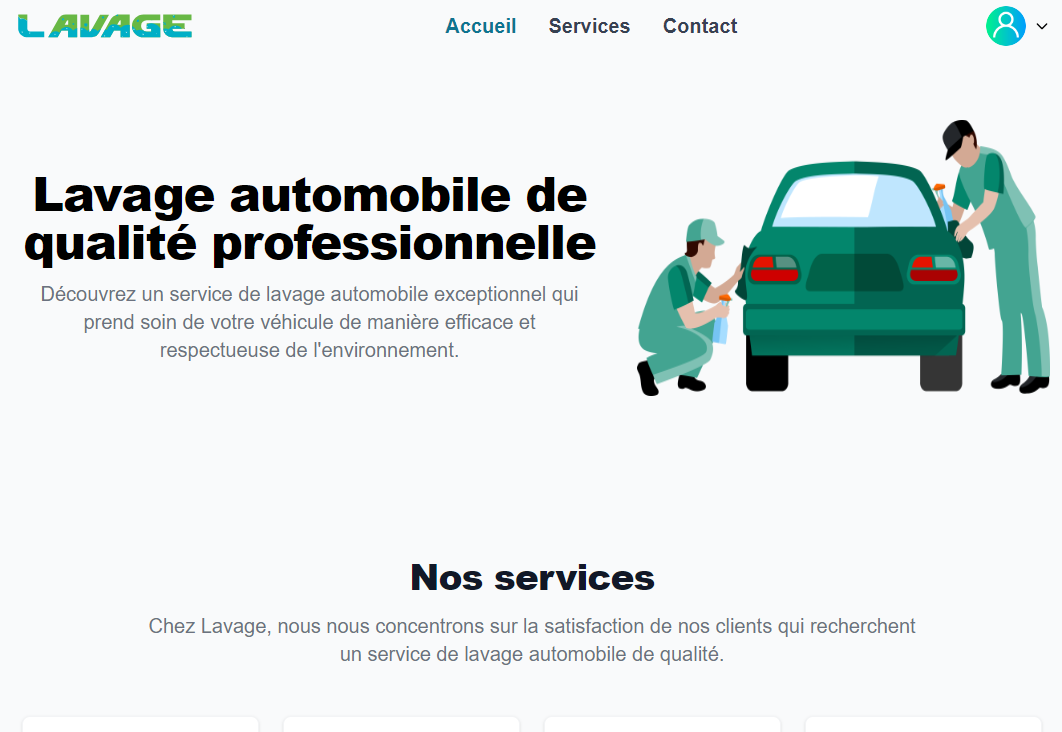 LAVAGE
Accueil Services Contact
Lavage automobile de
qualité professionnelle
Découvrez un service de lavage automobile exceptionnel qui
prend soin de votre véhicule de manière efficace et
respectueuse de l'environnement.
Nos services
Chez Lavage, nous nous concentrons sur la satisfaction de nos clients qui recherchent
un service de lavage automobile de qualité.